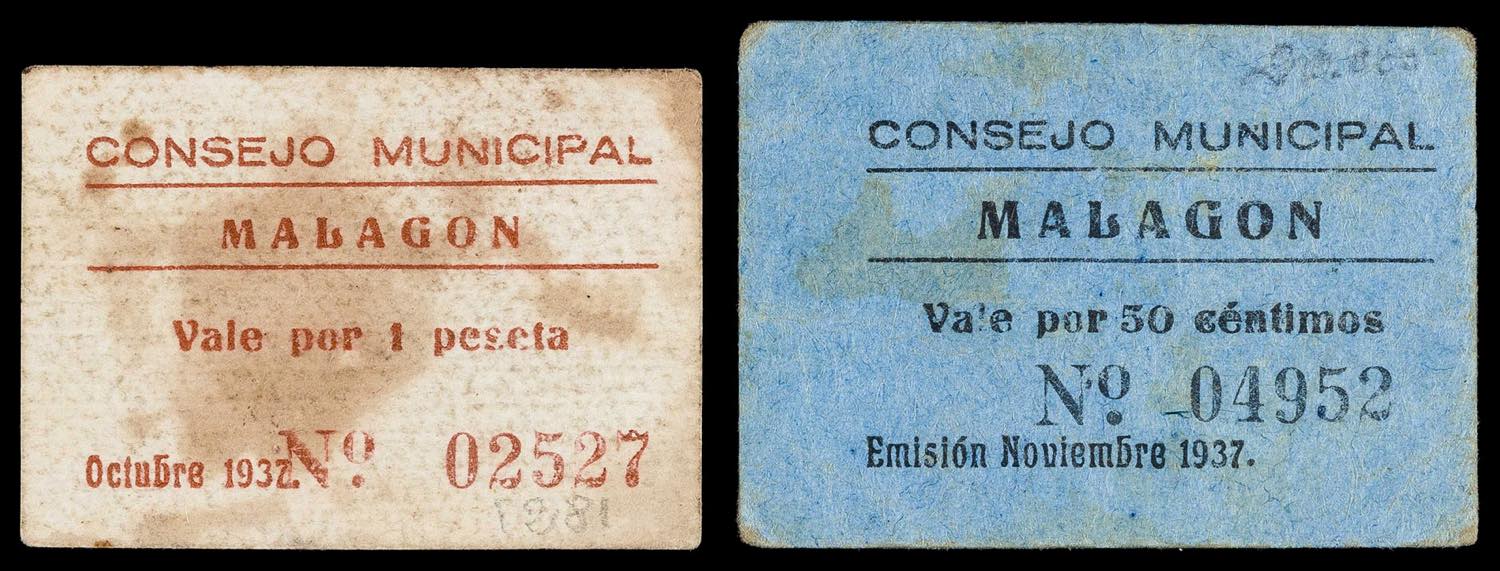 CONSEJO MUNICIPAL
MALAGON
Vale por 1 peseta
Octubre 1937. Nº 02527
CONSEJO MUNICIPAL
MALAGON
Vale por 50 céntimos
Nº 04952
Emisión Noviembre 1937.